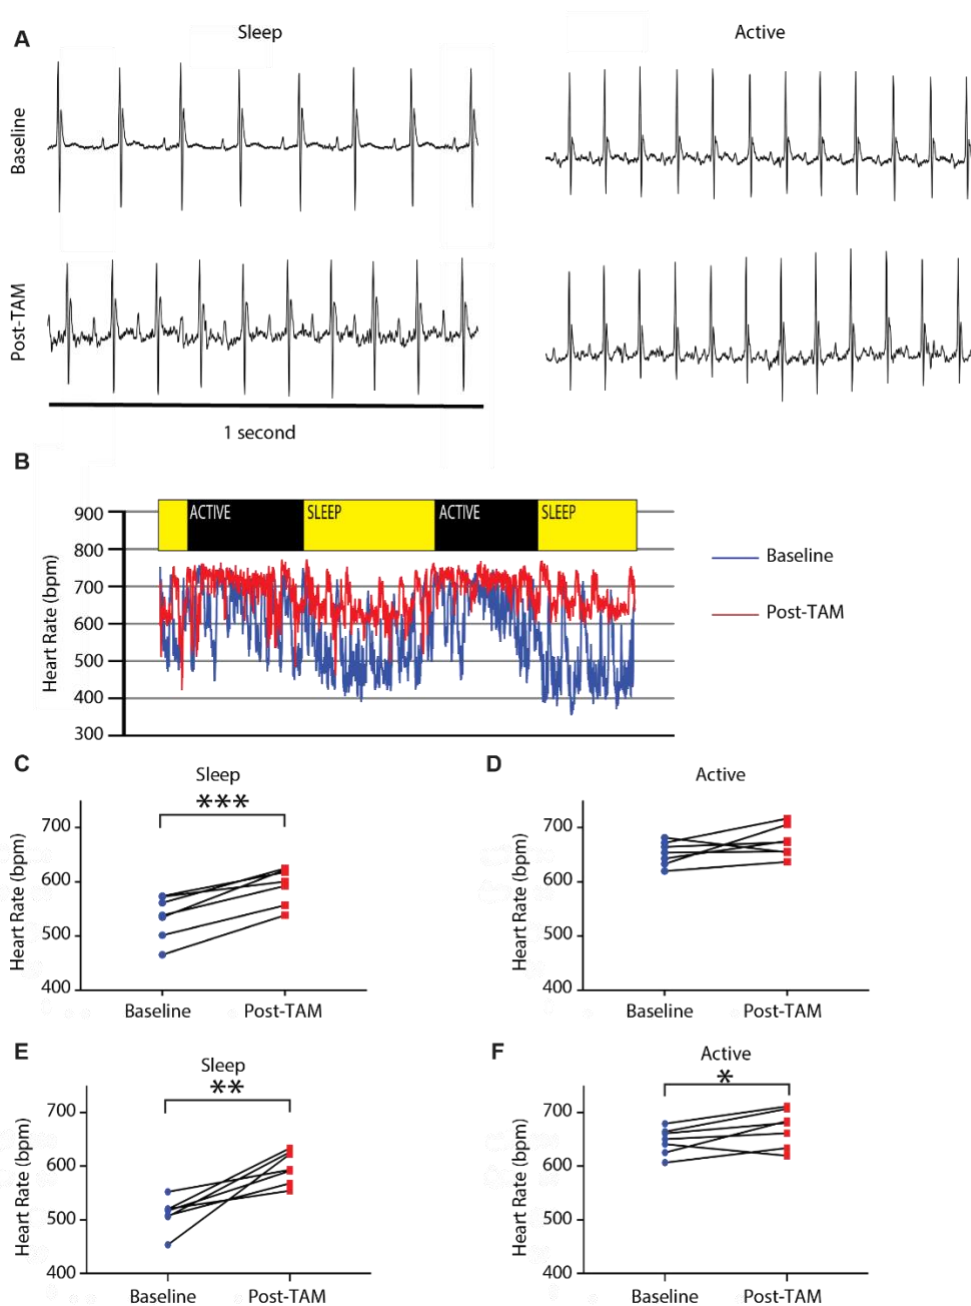 A
Sleep
Active
Baseline
Post-TAM
1 second
B
900
800
700
600
500
400
300
Heart Rate (bpm)
ACTIVE
SLEEP
ACTIVE
SLEEP
Baseline
Post-TAM
C
Sleep
***
700
600
500
400
Heart Rate (bpm)
Baseline
Post-TAM
D
Active
700
600
500
400
Heart Rate (bpm)
Baseline
Post-TAM
E
Sleep
**
700
600
500
400
Heart Rate (bpm)
Baseline
Post-TAM
F
Active
*
700
600
500
400
Heart Rate (bpm)
Baseline
Post-TAM